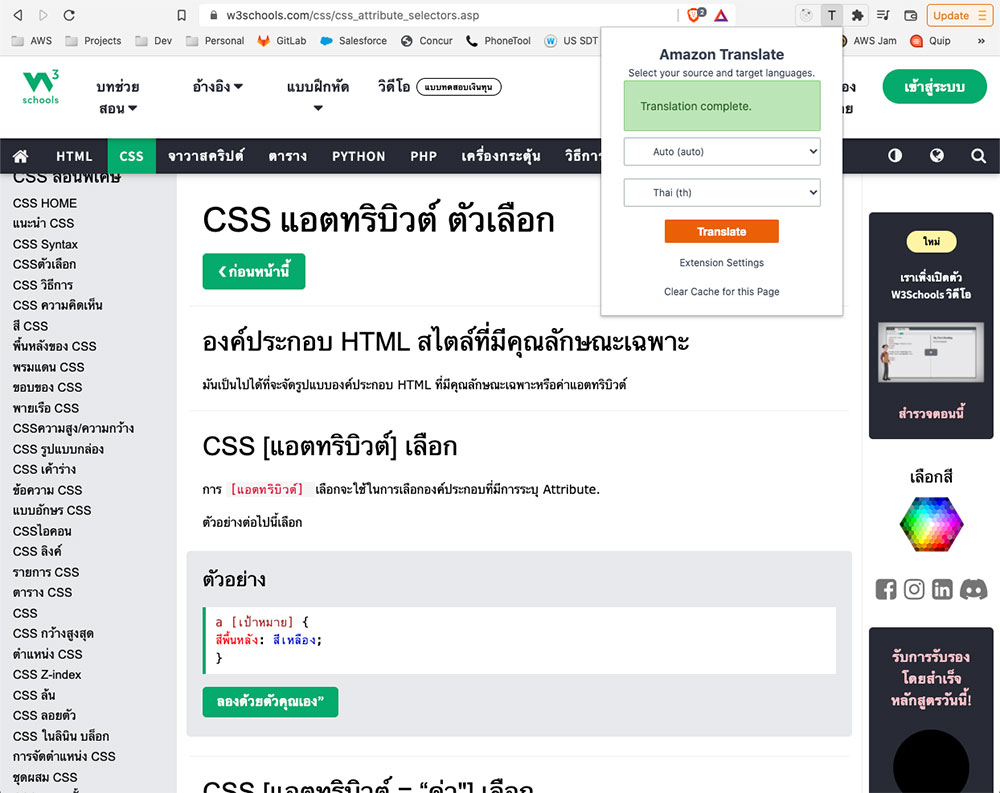 w3schools.com/css/css_attribute_selectors.asp
2
T
Update
AWS
Projects
Dev
Personal
GitLab
Salesforce
Concur
PhoneTool
US SDT
AWS Jam
Quip
»
Amazon Translate
Select your source and target languages.
Translation complete.
Auto (auto)
Thai (th)
Translate
Extension Settings
Clear Cache for this Page
W3
schools
บทช่วย
สอน
อ้างอิง
แบบฝึกหัด
วิดีโอ
แบบทดสอบเงินทุน
เข้าสู่ระบบ
HTML
CSS
จาวาสคริปต์
ตาราง
PYTHON
PHP
เครื่องกระตุ้น
CSS สอนพิเศษ
CSS HOME
แนะนำ CSS
CSS Syntax
CSSตัวเลือก
CSS วิธีการ
CSS ความคิดเห็น
สี CSS
พื้นหลังของ CSS
พรมแดน CSS
ขอบของ CSS
พายเรือ CSS
CSSความสูง/ความกว้าง
CSS รูปแบบกล่อง
CSS เค้าร่าง
ข้อความ CSS
แบบอักษร CSS
CSSไอคอน
CSS ลิงค์
รายการ CSS
ตาราง CSS
CSS
CSS กว้างสูงสุด
ตำแหน่ง CSS
CSS Z-index
CSS ล้น
CSS ลอยตัว
CSS ในลินิน บล็อก
การจัดตำแหน่ง CSS
ชุดผสม CSS
CSS แอตทริบิวต์ ตัวเลือก
❮ ก่อนหน้านี้
องค์ประกอบ HTML สไตล์ที่มีคุณลักษณะเฉพาะ
มันเป็นไปได้ที่จะจัดรูปแบบองค์ประกอบ HTML ที่มีคุณลักษณะเฉพาะหรือค่าแอตทริบิวต์
CSS [แอตทริบิวต์] เลือก
การ [แอตทริบิวต์] เลือกจะใช้ในการเลือกองค์ประกอบที่มีการระบุ Attribute.
ตัวอย่างต่อไปนี้เลือก
ตัวอย่าง
a [เป้าหมาย] {
สีพื้นหลัง: สีเหลือง;
}
ลองด้วยตัวคุณเอง”
CSS [แอตทริบิวต์ = “ค่า"] เลือก
ใหม่
เราเพิ่งเปิดตัว
W3Schools วิดีโอ
สำรวจตอนนี้
เลือกสี
รับการรับรอง
โดยสำเร็จ
หลักสูตรวันนี้!